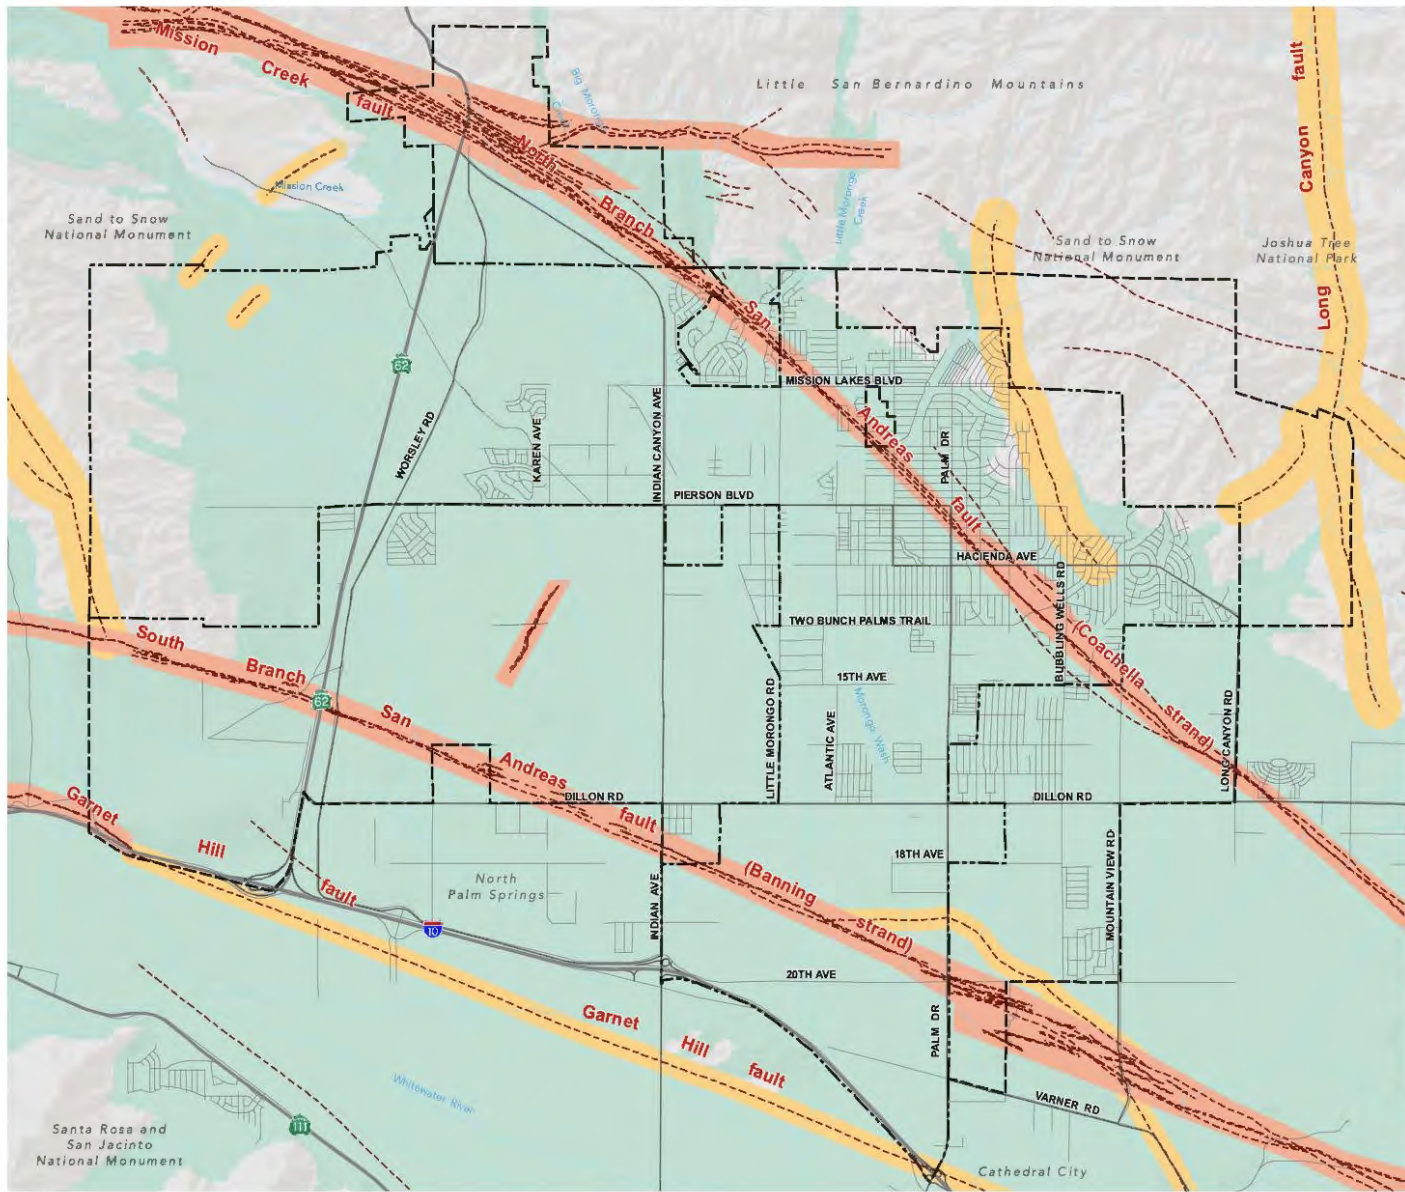 Mission
Creek
fault
North
Branch
San
Andreas
fault
(Coachella
strand)
Big Morongo
Creek
Little San Bernardino Mountains
Long
Canyon
fault
Mission Creek
Little Morongo
Creek
Sand to Snow
National Monument
Sand to Snow
National Monument
Joshua Tree
National Park
62
MISSION LAKES BLVD
WORSLEY RD
KAREN AVE
INDIAN CANYON AVE
PALM DR
PIERSON BLVD
HACIENDA AVE
BUBBLING WELLS RD
TWO BUNCH PALMS TRAIL
South
Branch
San
Andreas
fault
(Banning
strand)
62
15TH AVE
LITTLE MORONGO RD
ATLANTIC AVE
Morongo Wash
LONG CANYON RD
DILLON RD
DILLON RD
Garnet
Hill
fault
18TH AVE
MOUNTAIN VIEW RD
North
Palm Springs
INDIAN AVE
10
20TH AVE
Garnet
Hill
fault
PALM DR
Whitewater River
VARNER RD
111
Santa Rosa and
San Jacinto
National Monument
Cathedral City